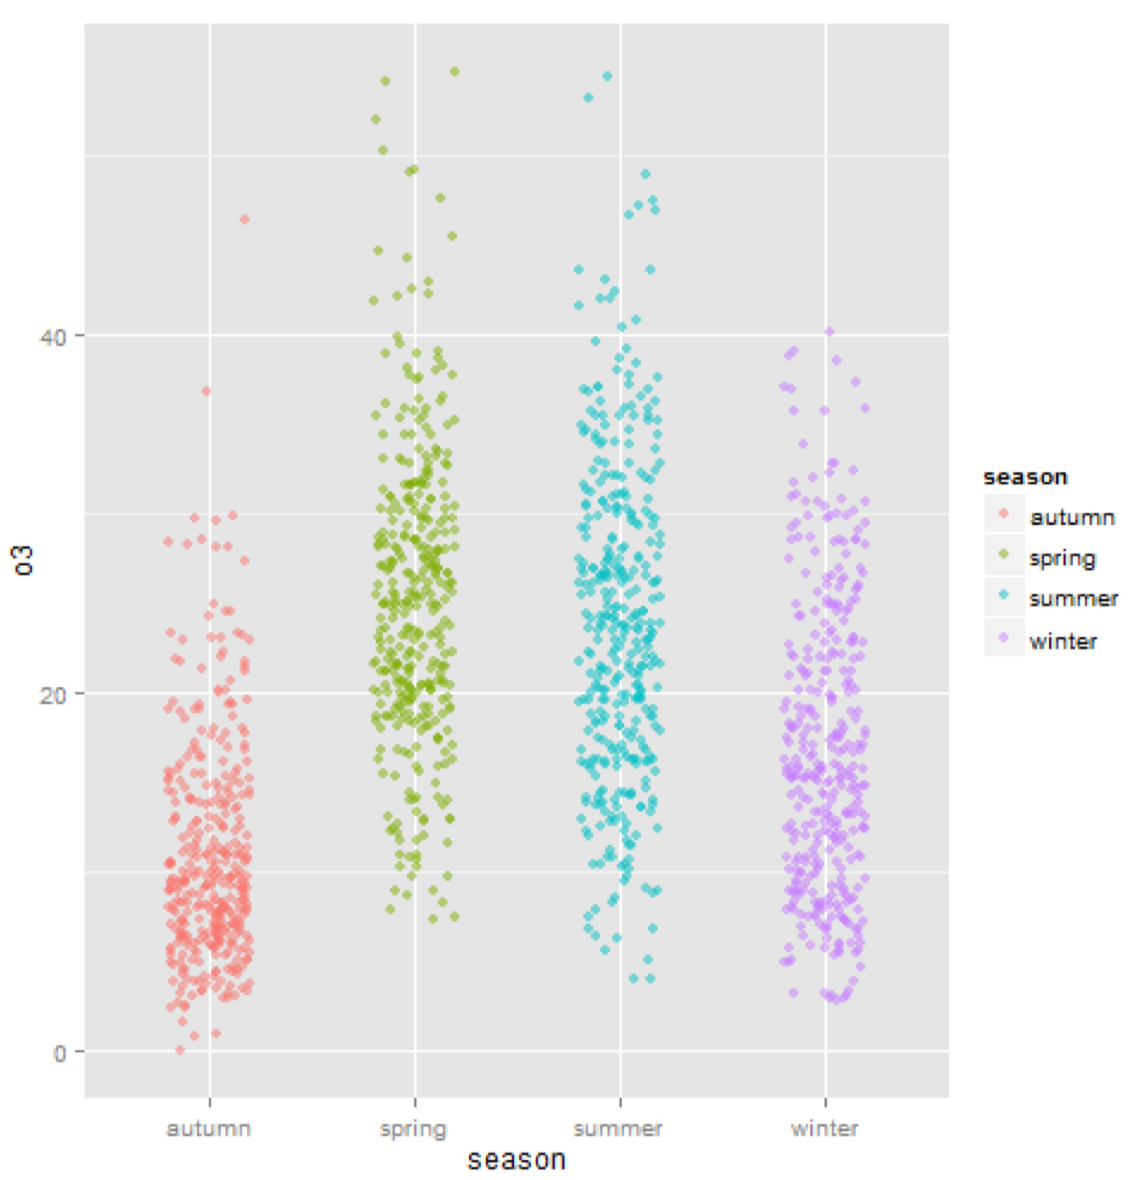 o3
40
20
0
autumn
spring
summer
winter
season
season
autumn
spring
summer
winter